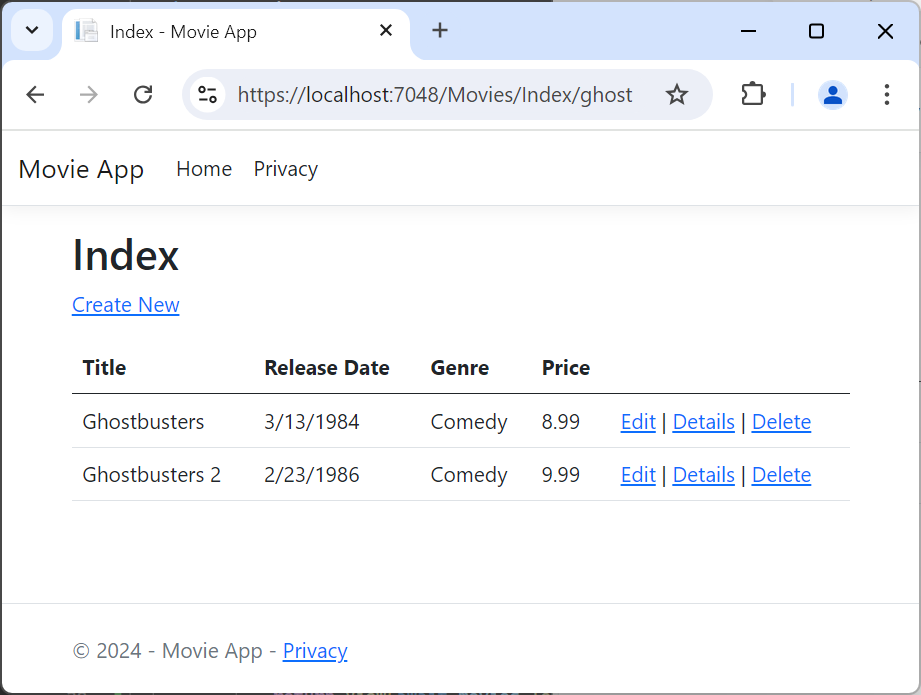 Index - Movie App
https://localhost:7048/Movies/Index/ghost
Movie App Home Privacy
Index
Create New
Title Release Date Genre Price
Ghostbusters 3/13/1984 Comedy 8.99 Edit | Details | Delete
Ghostbusters 2 2/23/1986 Comedy 9.99 Edit | Details | Delete
© 2024 - Movie App - Privacy